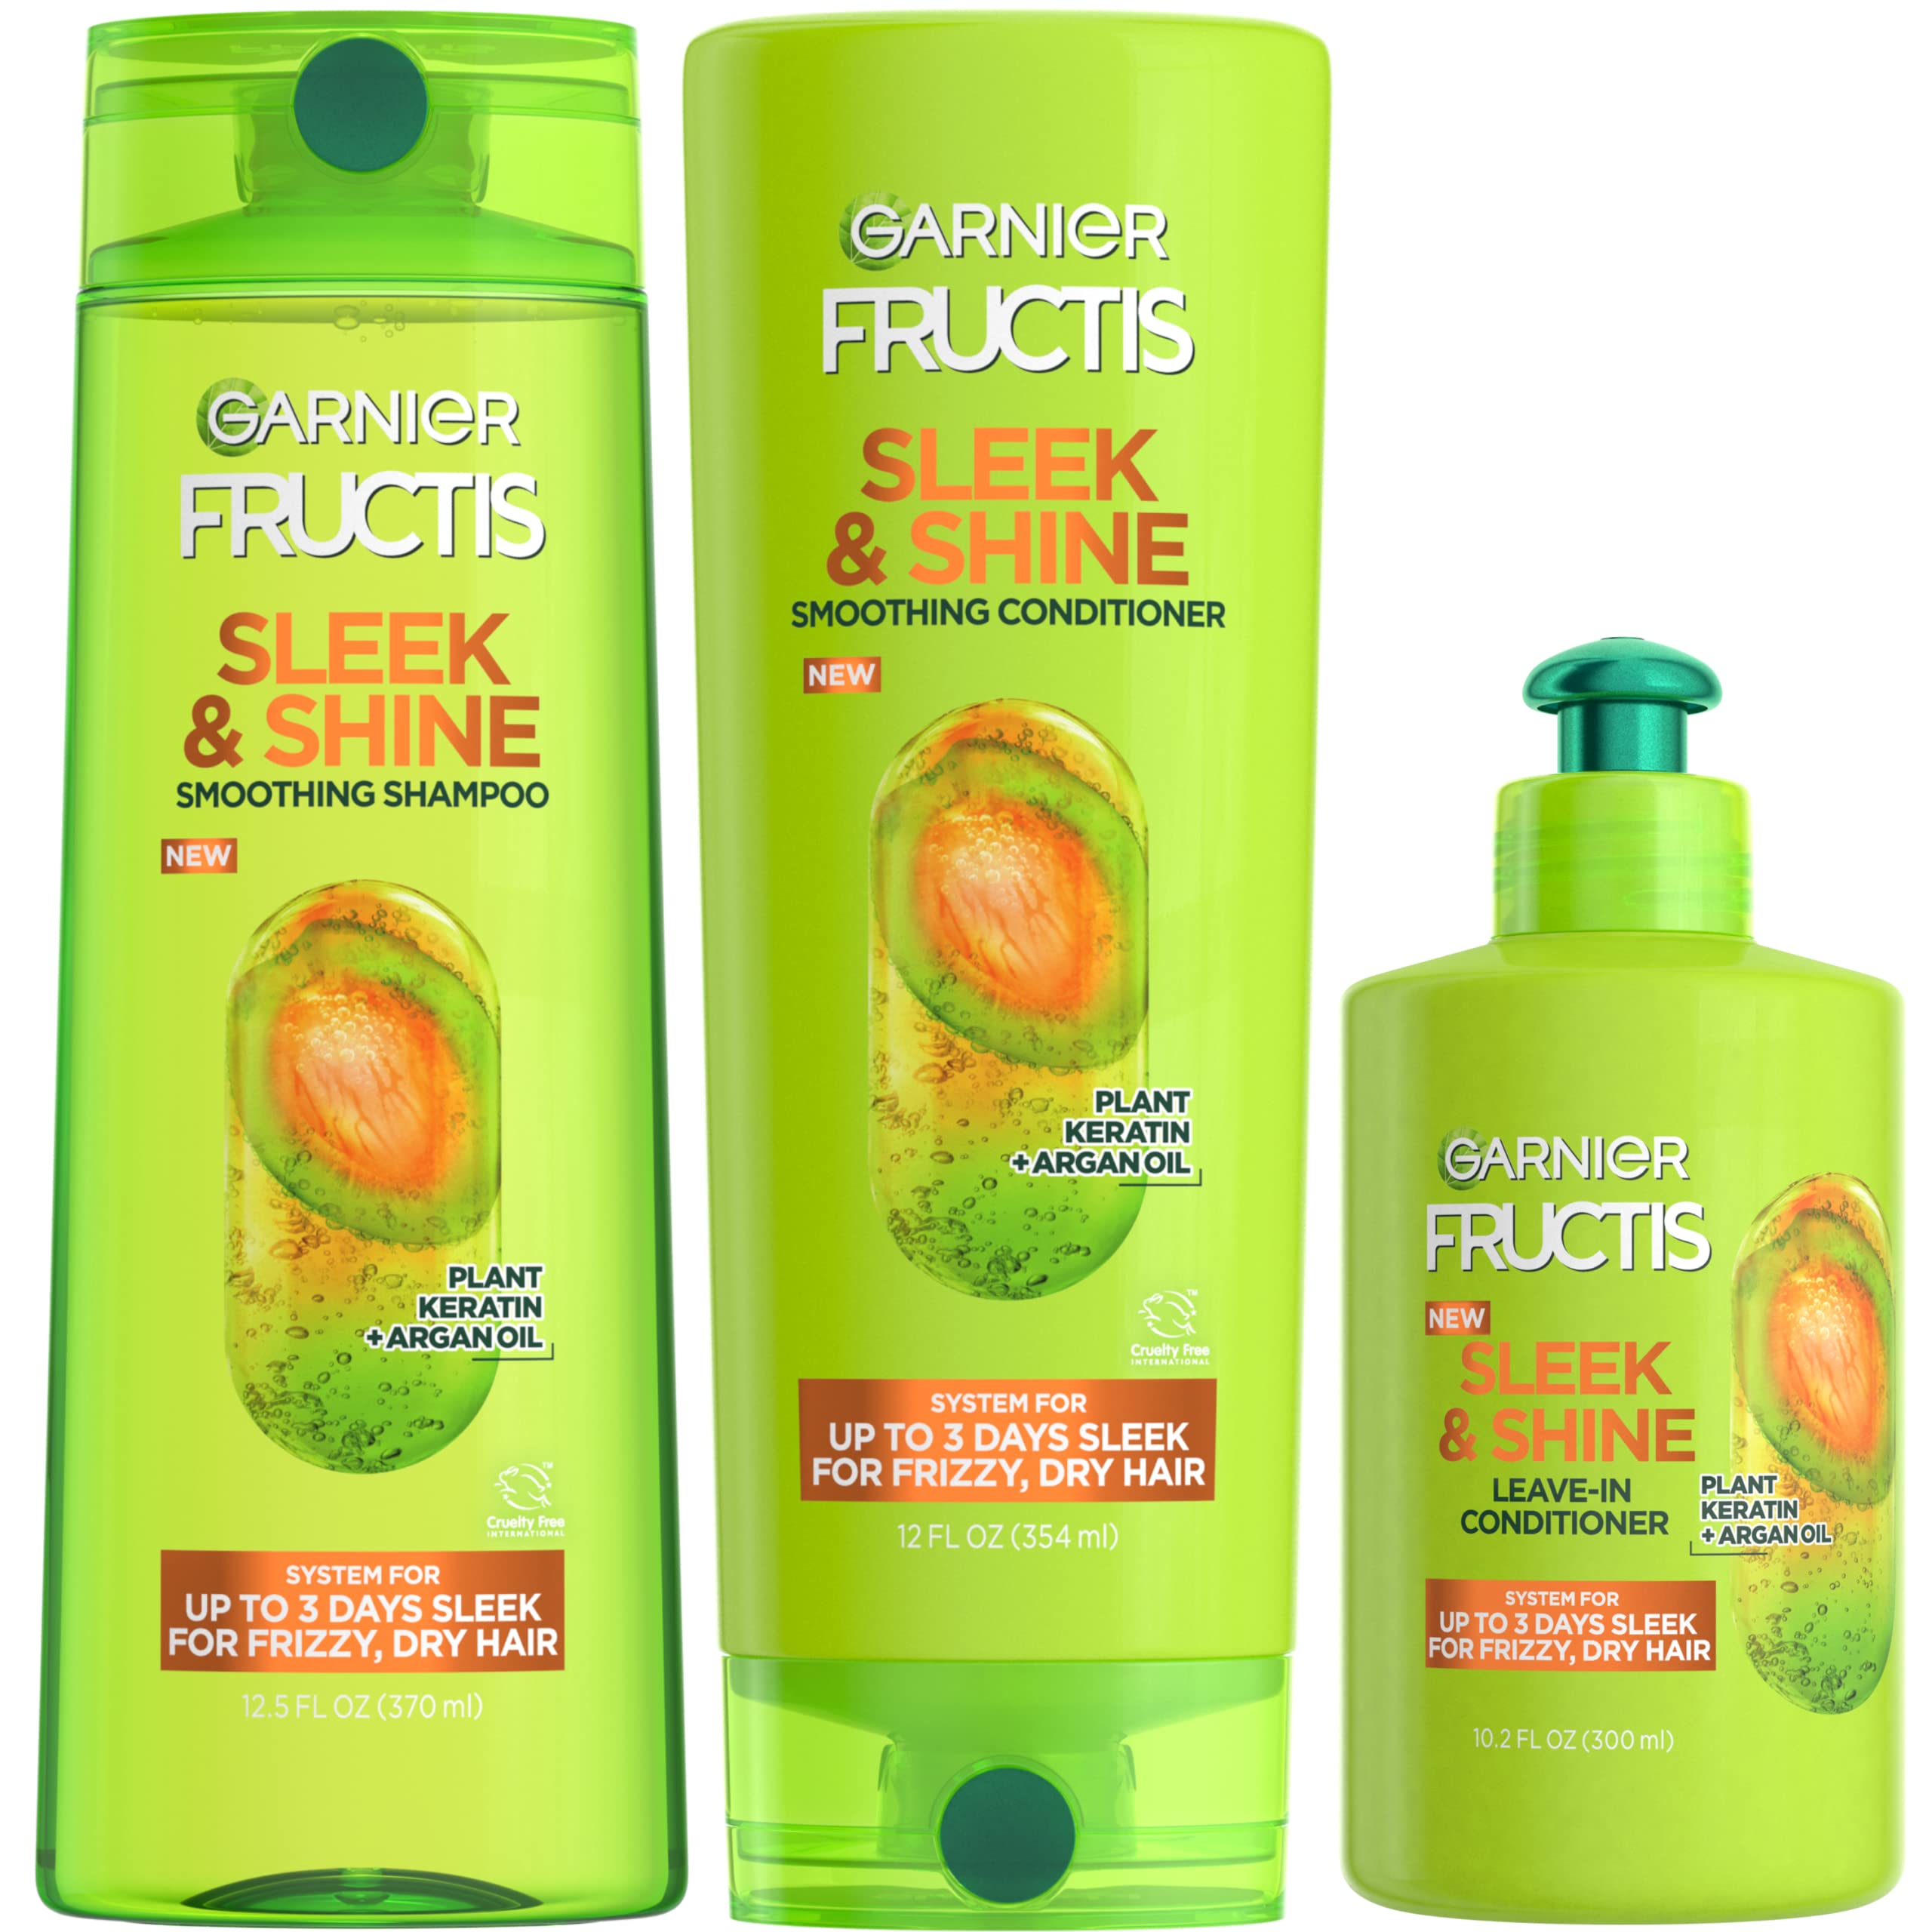 GARNIER
FRUCTIS
SLEEK
& SHINE
SMOOTHING SHAMPOO
NEW
PLANT
KERATIN
+ ARGAN OIL
Cruelty Free
INTERNATIONAL
SYSTEM FOR
UP TO 3 DAYS SLEEK
FOR FRIZZY, DRY HAIR
12.5 FL OZ (370 ml)
GARNIER
FRUCTIS
SLEEK
& SHINE
SMOOTHING CONDITIONER
NEW
PLANT
KERATIN
+ ARGAN OIL
TM
Cruelty Free
INTERNATIONAL
SYSTEM FOR
UP TO 3 DAYS SLEEK
FOR FRIZZY, DRY HAIR
12 FL OZ (354 ml)
GARNIER
FRUCTIS
NEW
SLEEK
& SHINE
LEAVE-IN
CONDITIONER
PLANT
KERATIN
+ ARGAN OIL
SYSTEM FOR
UP TO 3 DAYS SLEEK
FOR FRIZZY, DRY HAIR
10.2 FL OZ (300 ml)